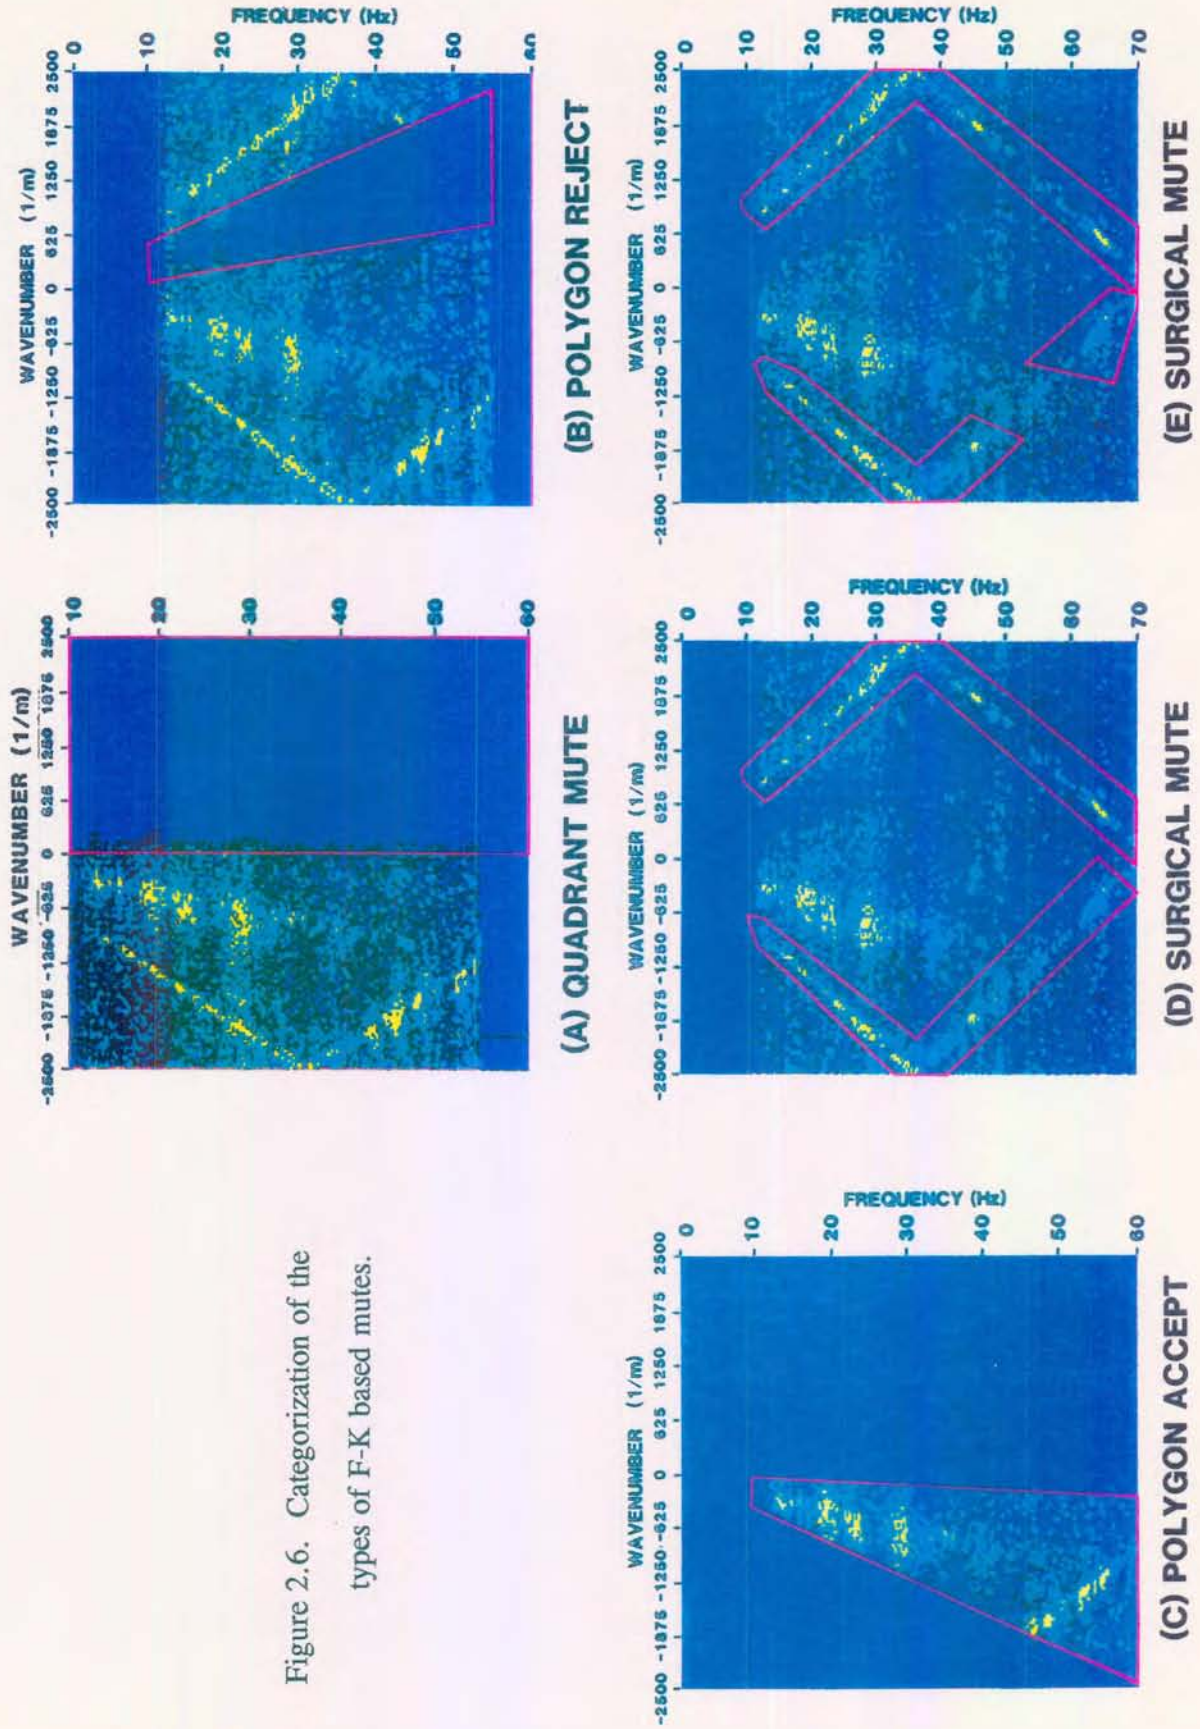 Figure 2.6. Categorization of the
types of F-K based mutes.
WAVENUMBER (1/m)
-2500 -1875 -1250 -625 0 625 1250 1875 2500
10
20
30
40
50
60
(A) QUADRANT MUTE
WAVENUMBER (1/m)
-2500 -1875 -1250 -625 0 625 1250 1875 2500
FREQUENCY (Hz)
0
10
20
30
40
50
60
(B) POLYGON REJECT
WAVENUMBER (1/m)
-2500 -1875 -1250 -625 0 625 1250 1875 2500
FREQUENCY (Hz)
0
10
20
30
40
50
60
(C) POLYGON ACCEPT
WAVENUMBER (1/m)
-2500 -1875 -1250 -625 0 625 1250 1875 2500
FREQUENCY (Hz)
0
10
20
30
40
50
60
70
(D) SURGICAL MUTE
WAVENUMBER (1/m)
-2500 -1875 -1250 -625 0 625 1250 1875 2500
FREQUENCY (Hz)
0
10
20
30
40
50
60
70
(E) SURGICAL MUTE